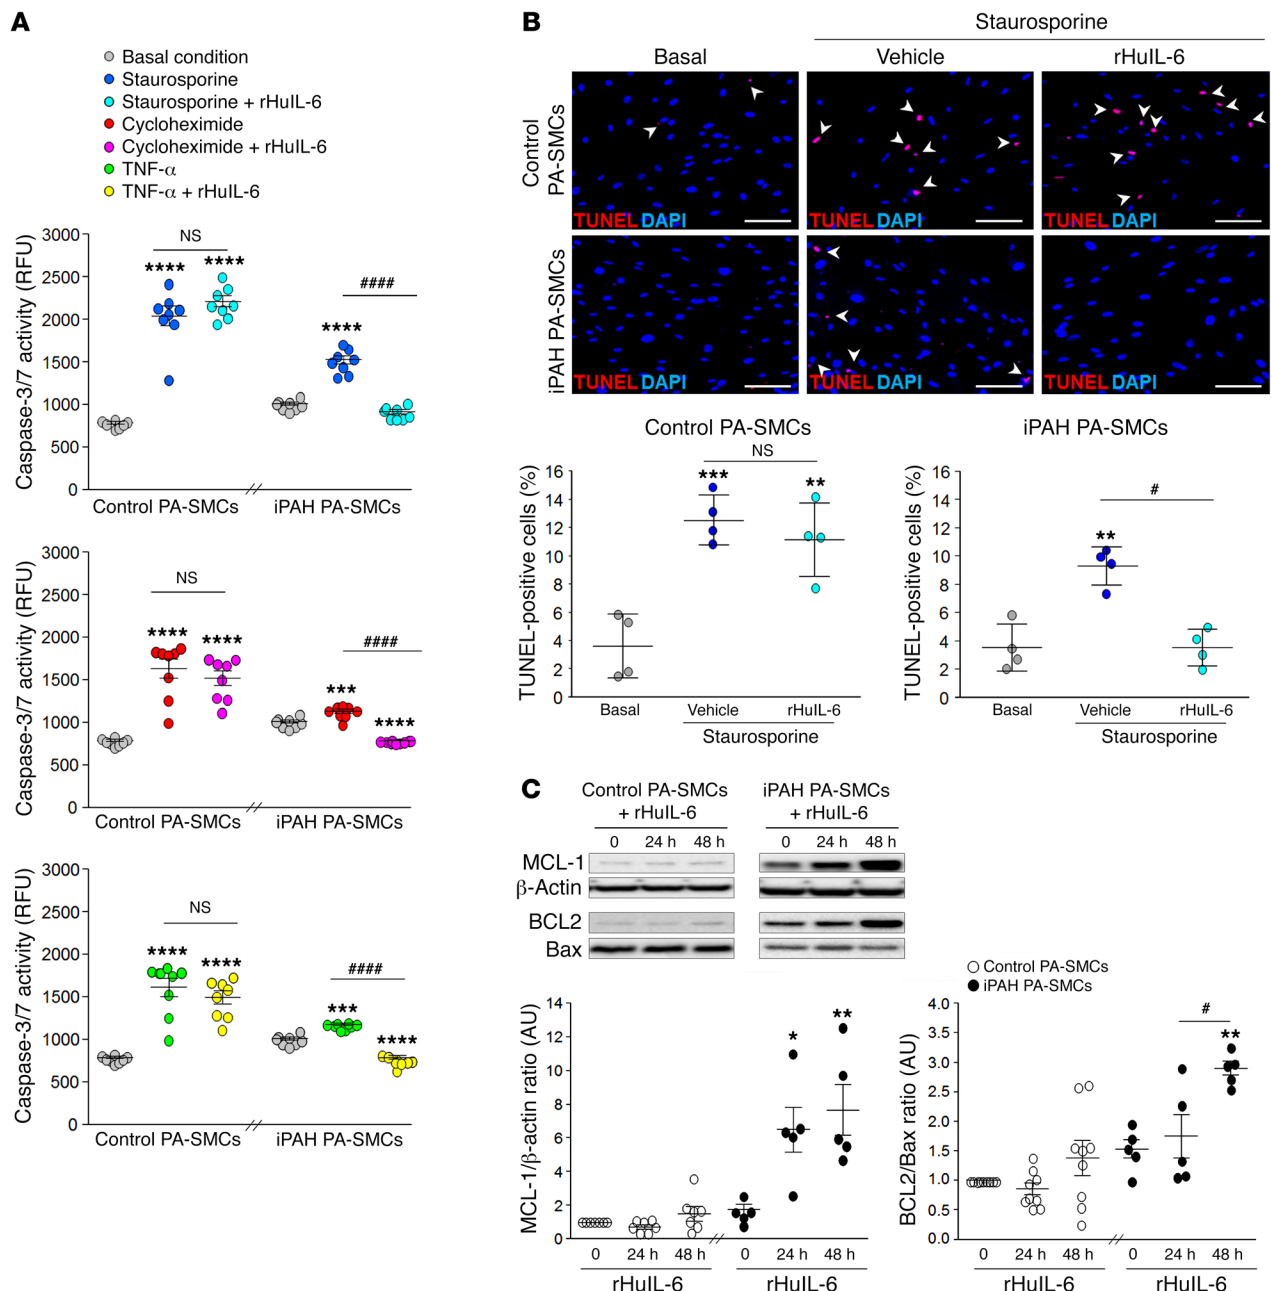 A
Basal condition
Staurosporine
Staurosporine + rHuIL-6
Cycloheximide
Cycloheximide + rHuIL-6
TNF-α
TNF-α + rHuIL-6
Caspase-3/7 activity (RFU)
3000
2500
2000
1500
1000
500
0
NS
**** ****
****
####
Control PA-SMCs
iPAH PA-SMCs
Caspase-3/7 activity (RFU)
3000
2500
2000
1500
1000
500
0
NS
**** ****
***
####
****
Control PA-SMCs
iPAH PA-SMCs
Caspase-3/7 activity (RFU)
3000
2500
2000
1500
1000
500
0
NS
**** ****
***
####
****
Control PA-SMCs
iPAH PA-SMCs
B
Staurosporine
Basal
Vehicle
rHuIL-6
Control
PA-SMCs
TUNEL DAPI
TUNEL DAPI
TUNEL DAPI
iPAH PA-SMCs
TUNEL DAPI
TUNEL DAPI
TUNEL DAPI
Control PA-SMCs
TUNEL-positive cells (%)
16
14
12
10
8
6
4
2
0
NS
***
**
Basal
Vehicle
rHuIL-6
Staurosporine
iPAH PA-SMCs
TUNEL-positive cells (%)
16
14
12
10
8
6
4
2
0
#
**
Basal
Vehicle
rHuIL-6
Staurosporine
C
Control PA-SMCs
+ rHuIL-6
iPAH PA-SMCs
+ rHuIL-6
0 24 h 48 h
0 24 h 48 h
MCL-1
β-Actin
BCL2
Bax
Control PA-SMCs
iPAH PA-SMCs
MCL-1/β-actin ratio (AU)
14
12
10
8
6
4
2
0
*
**
0 24 h 48 h
0 24 h 48 h
rHuIL-6
rHuIL-6
BCL2/Bax ratio (AU)
4.0
3.5
3.0
2.5
2.0
1.5
1.0
0.5
0.0
#
**
0 24 h 48 h
0 24 h 48 h
rHuIL-6
rHuIL-6